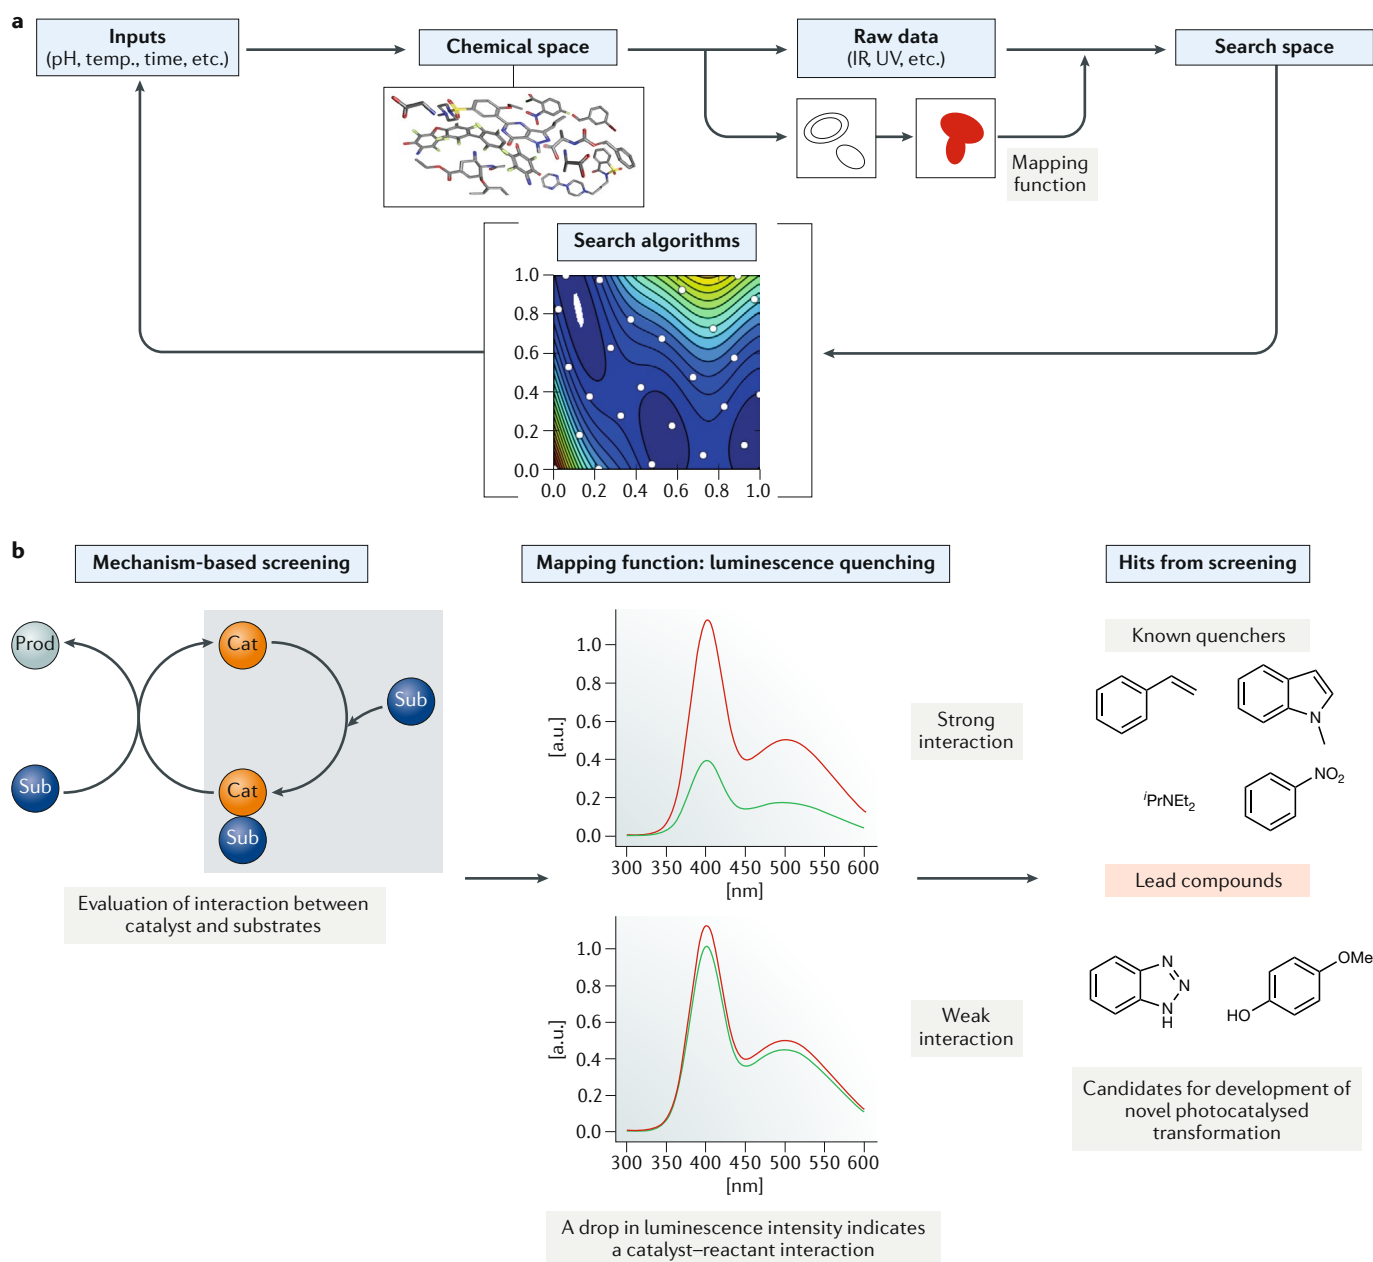 a
Inputs
(pH, temp., time, etc.)
Chemical space
Raw data
(IR, UV, etc.)
Search space
Mapping
function
Search algorithms
1.0
0.8
0.6
0.4
0.2
0.0
0.0 0.2 0.4 0.6 0.8 1.0
b
Mechanism-based screening
Prod
Cat
Sub
Sub
Cat
Sub
Evaluation of interaction between
catalyst and substrates
Mapping function: luminescence quenching
[a.u.]
1.0
0.8
0.6
0.4
0.2
0.0
300 350 400 450 500 550 600
[nm]
Strong
interaction
[a.u.]
1.0
0.8
0.6
0.4
0.2
0.0
300 350 400 450 500 550 600
[nm]
Weak
interaction
A drop in luminescence intensity indicates
a catalyst–reactant interaction
Hits from screening
Known quenchers
N
ⁱPrNEt₂
NO₂
Lead compounds
N
N
N
H
OMe
HO
Candidates for development of
novel photocatalysed
transformation